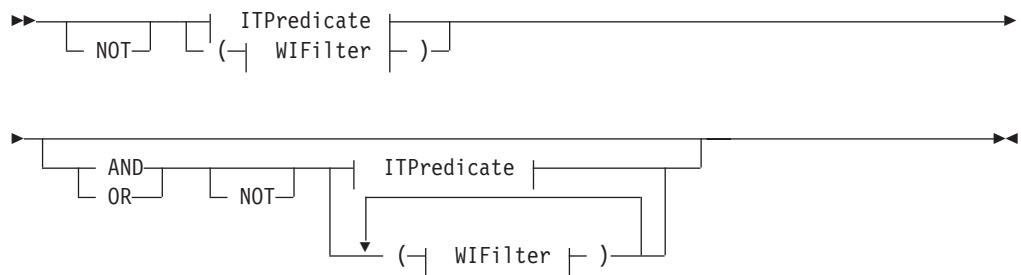 ITPredicate
NOT ( WIFilter )
AND ITPredicate
OR NOT
( WIFilter )